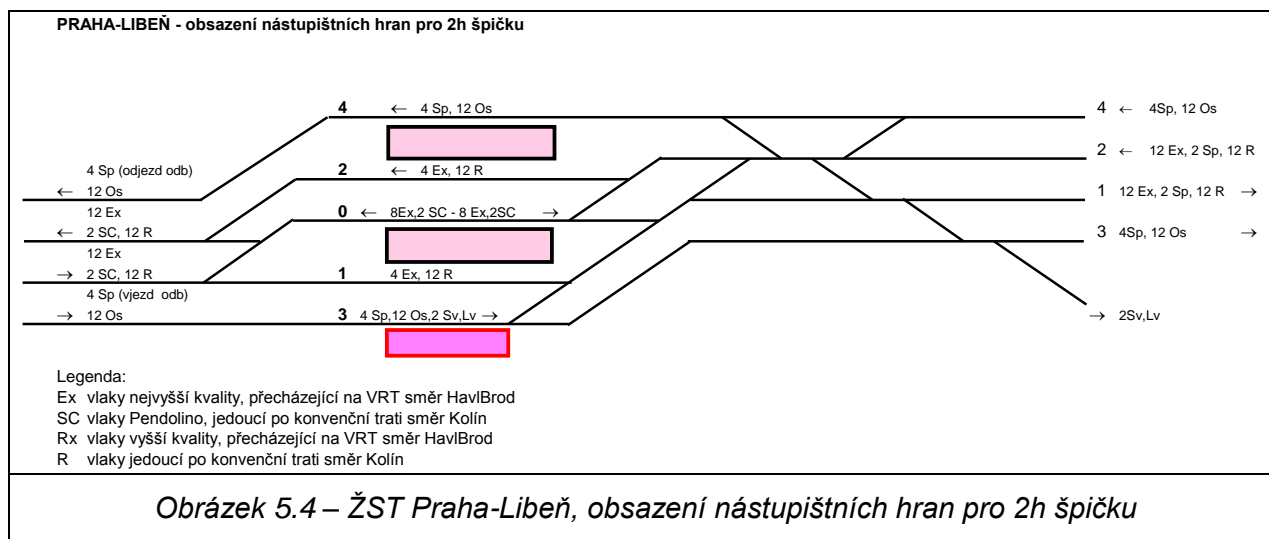 PRAHA-LIBEŇ - obsazení nástupištních hran pro 2h špičku
4 ← 4 Sp, 12 Os
4 ← 4Sp, 12 Os
2 ← 12 Ex, 2 Sp, 12 R
4 Sp (odjezd odb)
← 12 Os
2 ← 4 Ex, 12 R
1 12 Ex, 2 Sp, 12 R →
12 Ex
← 2 SC, 12 R
0 ← 8Ex,2 SC - 8 Ex,2SC →
3 4Sp, 12 Os →
12 Ex
→ 2 SC, 12 R
1 4 Ex, 12 R
4 Sp (vjezd odb)
→ 12 Os
3 4 Sp,12 Os,2 Sv,Lv →
→ 2Sv,Lv
Legenda:
Ex vlaky nejvyšší kvality, přecházející na VRT směr HavlBrod
SC vlaky Pendolino, jedoucí po konvenční trati směr Kolín
Rx vlaky vyšší kvality, přecházející na VRT směr HavlBrod
R vlaky jedoucí po konvenční trati směr Kolín
Obrázek 5.4 – ŽST Praha-Libeň, obsazení nástupištních hran pro 2h špičku